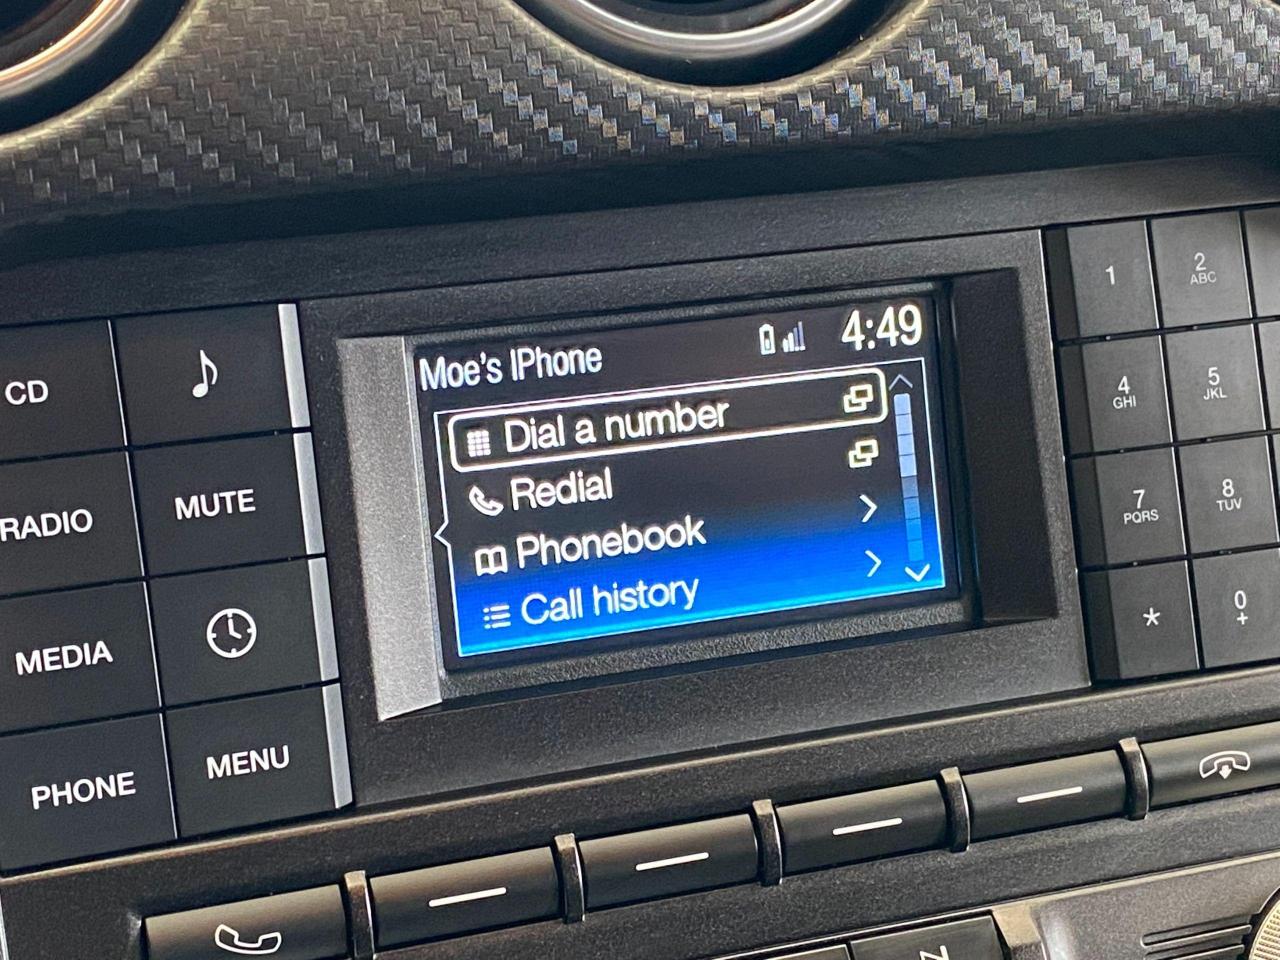 Moe's IPhone 4:49
Dial a number
Redial
Phonebook
Call history
CD
RADIO
MUTE
MEDIA
PHONE
MENU
1
2
ABC
4
GHI
5
JKL
7
PQRS
8
TUV
*
0
+